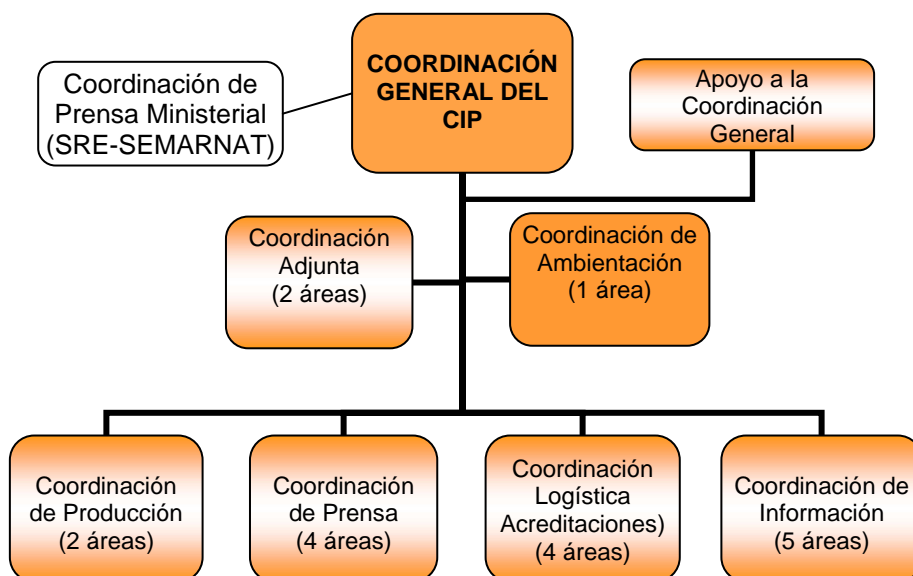 COORDINACIÓN
GENERAL DEL
CIP
Coordinación de
Prensa Ministerial
(SRE-SEMARNAT)
Apoyo a la
Coordinación
General
Coordinación
Adjunta
(2 áreas)
Coordinación de
Ambientación
(1 área)
Coordinación
de Producción
(2 áreas)
Coordinación
de Prensa
(4 áreas)
Coordinación
Logística
Acreditaciones)
(4 áreas)
Coordinación de
Información
(5 áreas)